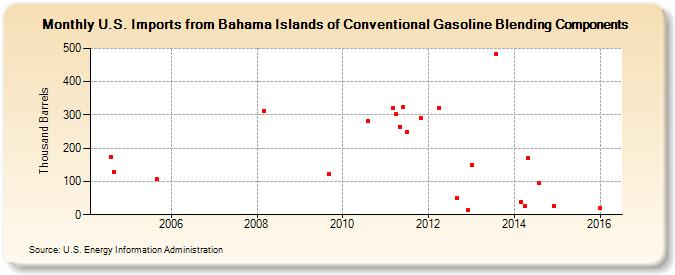 Monthly U.S. Imports from Bahama Islands of Conventional Gasoline Blending Components
Thousand Barrels
500
400
300
200
100
0
2006 2008 2010 2012 2014 2016
Source: U.S. Energy Information Administration